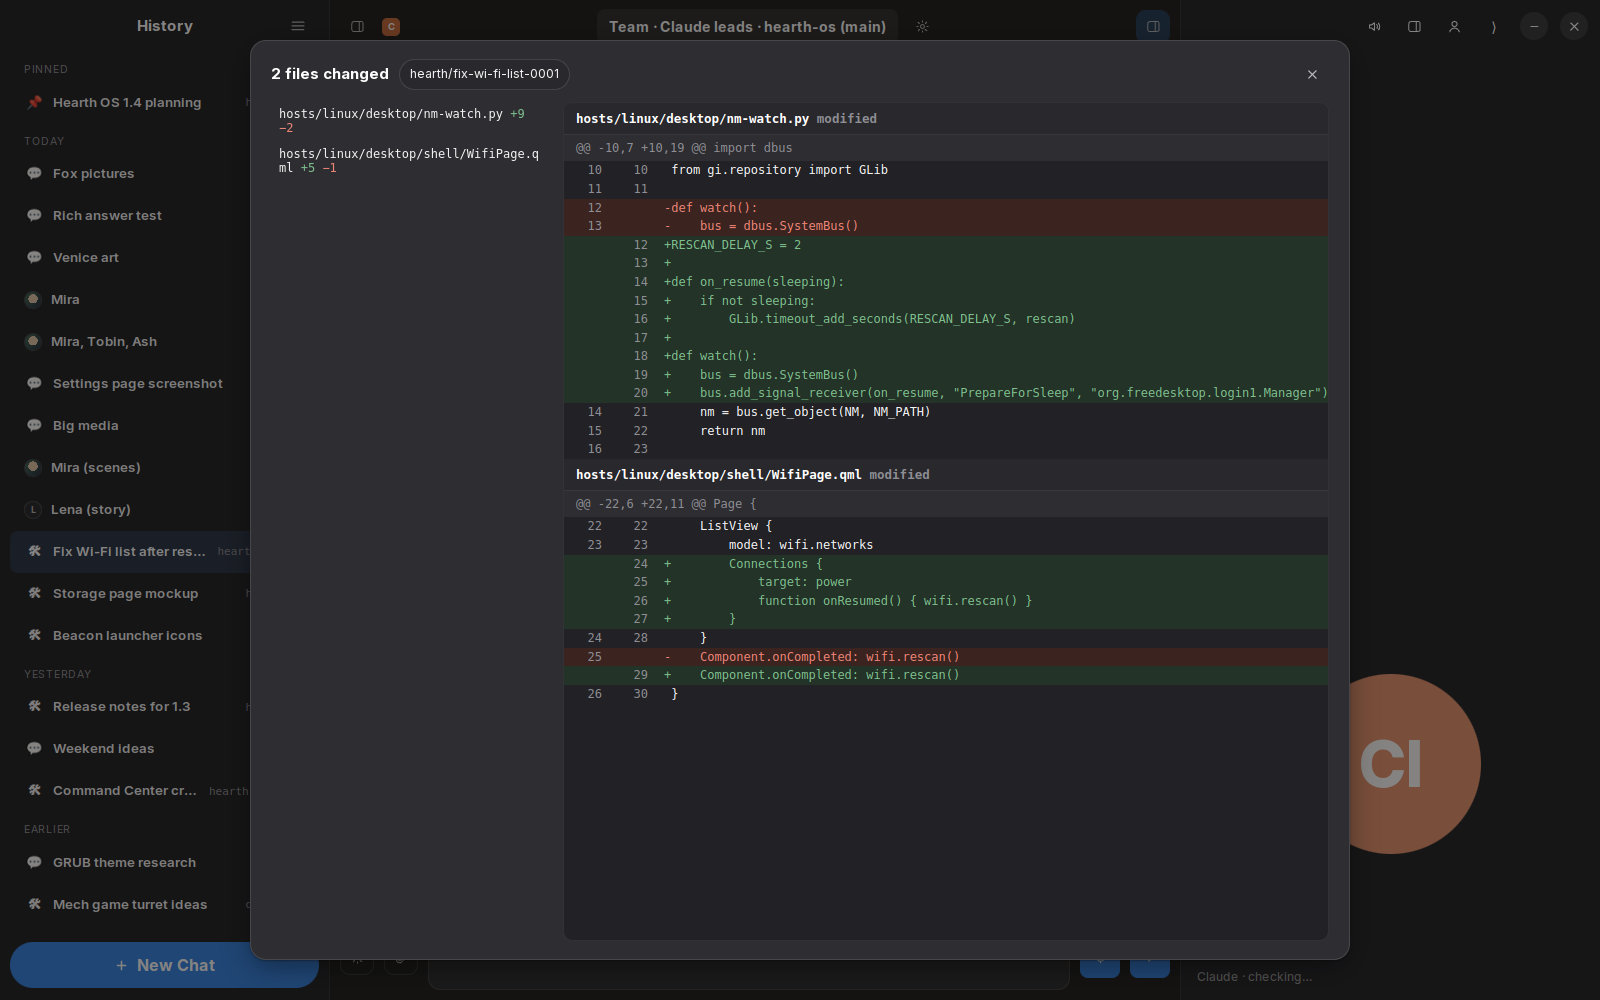 History
C
Team · Claude leads · hearth-os (main)
PINNED
Hearth OS 1.4 planning
TODAY
Fox pictures
Rich answer test
Venice art
Mira
Mira, Tobin, Ash
Settings page screenshot
Big media
Mira (scenes)
L Lena (story)
Fix Wi-Fi list after res... heart
Storage page mockup
Beacon launcher icons
YESTERDAY
Release notes for 1.3
Weekend ideas
Command Center cr... hearth
EARLIER
GRUB theme research
Mech game turret ideas
+ New Chat
2 files changed hearth/fix-wi-fi-list-0001
hosts/linux/desktop/nm-watch.py +9
−2
hosts/linux/desktop/shell/WifiPage.q
ml +5 −1
hosts/linux/desktop/nm-watch.py modified
@@ -10,7 +10,19 @@ import dbus
10 10 from gi.repository import GLib
11 11
12 -def watch():
13 -    bus = dbus.SystemBus()
12 +RESCAN_DELAY_S = 2
13 +
14 +def on_resume(sleeping):
15 +    if not sleeping:
16 +        GLib.timeout_add_seconds(RESCAN_DELAY_S, rescan)
17 +
18 +def watch():
19 +    bus = dbus.SystemBus()
20 +    bus.add_signal_receiver(on_resume, "PrepareForSleep", "org.freedesktop.login1.Manager")
14 21     nm = bus.get_object(NM, NM_PATH)
15 22     return nm
16 23
hosts/linux/desktop/shell/WifiPage.qml modified
@@ -22,6 +22,11 @@ Page {
22 22     ListView {
23 23         model: wifi.networks
24 +        Connections {
25 +            target: power
26 +            function onResumed() { wifi.rescan() }
27 +        }
24 28     }
25 -    Component.onCompleted: wifi.rescan()
29 +    Component.onCompleted: wifi.rescan()
26 30 }
Cl
Claude · checking...